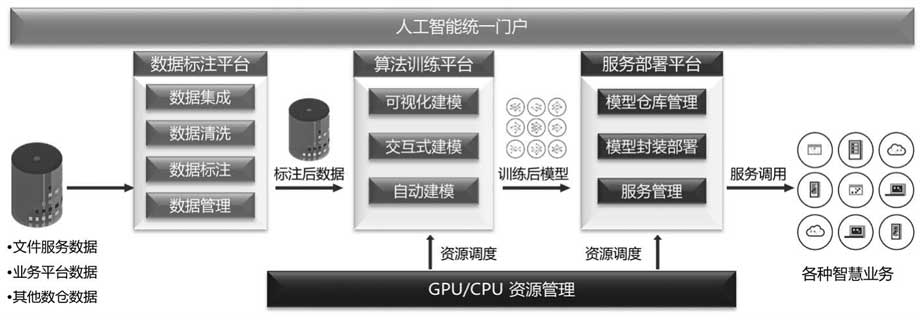 人工智能统一门户
数据标注平台
数据集成
数据清洗
数据标注
数据管理
算法训练平台
可视化建模
交互式建模
自动建模
服务部署平台
模型仓库管理
模型封装部署
服务管理
标注后数据
训练后模型
服务调用
•文件服务数据
•业务平台数据
•其他数仓数据
资源调度
资源调度
各种智慧业务
GPU/CPU 资源管理